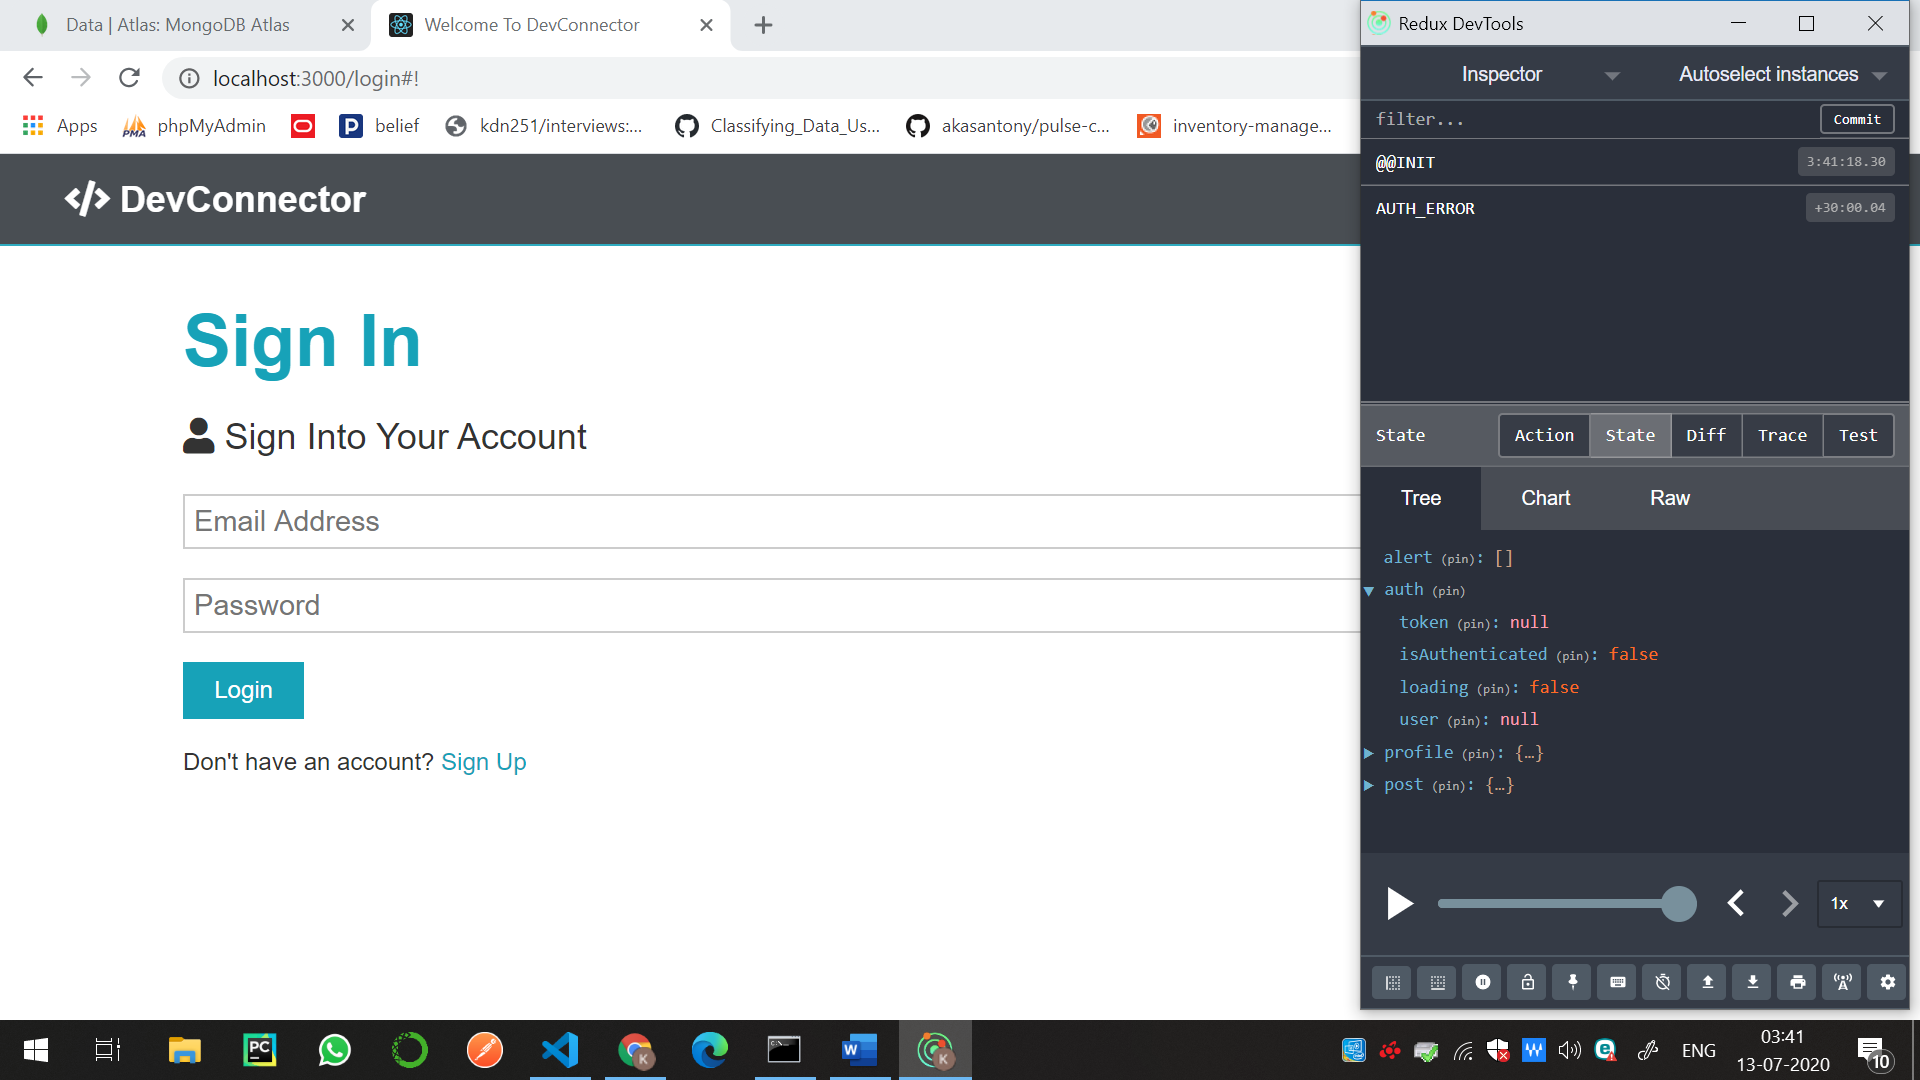 Data | Atlas: MongoDB Atlas
Welcome To DevConnector
localhost:3000/login#!
Apps
phpMyAdmin
belief
kdn251/interviews:...
Classifying_Data_Us...
akasantony/pulse-c...
inventory-manage...
DevConnector
Sign In
Sign Into Your Account
Email Address
Password
Login
Don't have an account? Sign Up
Redux DevTools
Inspector
Autoselect instances
filter...
Commit
@@INIT
3:41:18.30
AUTH_ERROR
+30:00.04
State
Action
State
Diff
Trace
Test
Tree
Chart
Raw
alert (pin): []
auth (pin)
token (pin): null
isAuthenticated (pin): false
loading (pin): false
user (pin): null
profile (pin): {…}
post (pin): {…}
1x
ENG
03:41
13-07-2020
10